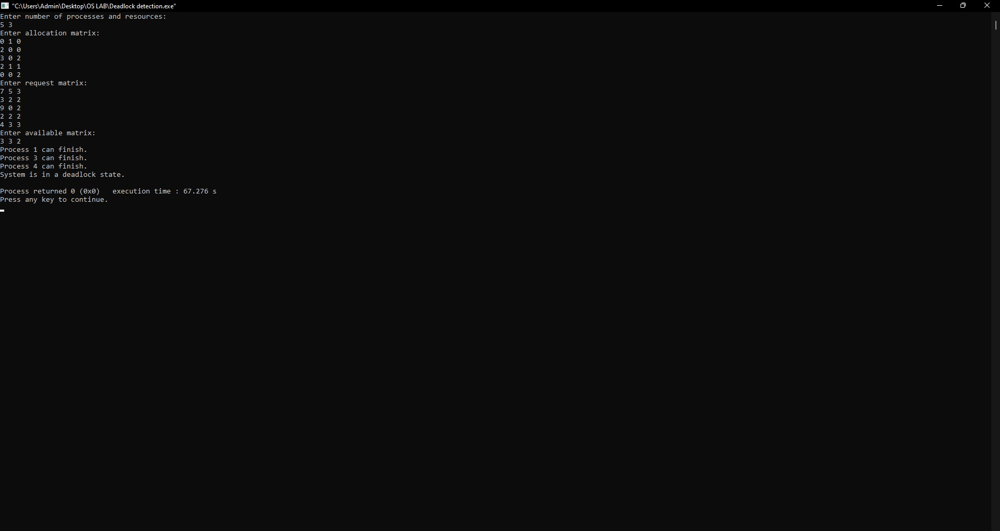 "C:\Users\Admin\Desktop\OS LAB\Deadlock detection.exe"
Enter number of processes and resources:
5 3
Enter allocation matrix:
0 1 0
2 0 0
3 0 2
2 1 1
0 0 2
Enter request matrix:
7 5 3
3 2 2
9 0 2
2 2 2
4 3 3
Enter available matrix:
3 3 2
Process 1 can finish.
Process 3 can finish.
Process 4 can finish.
System is in a deadlock state.
Process returned 0 (0x0)   execution time : 67.276 s
Press any key to continue.